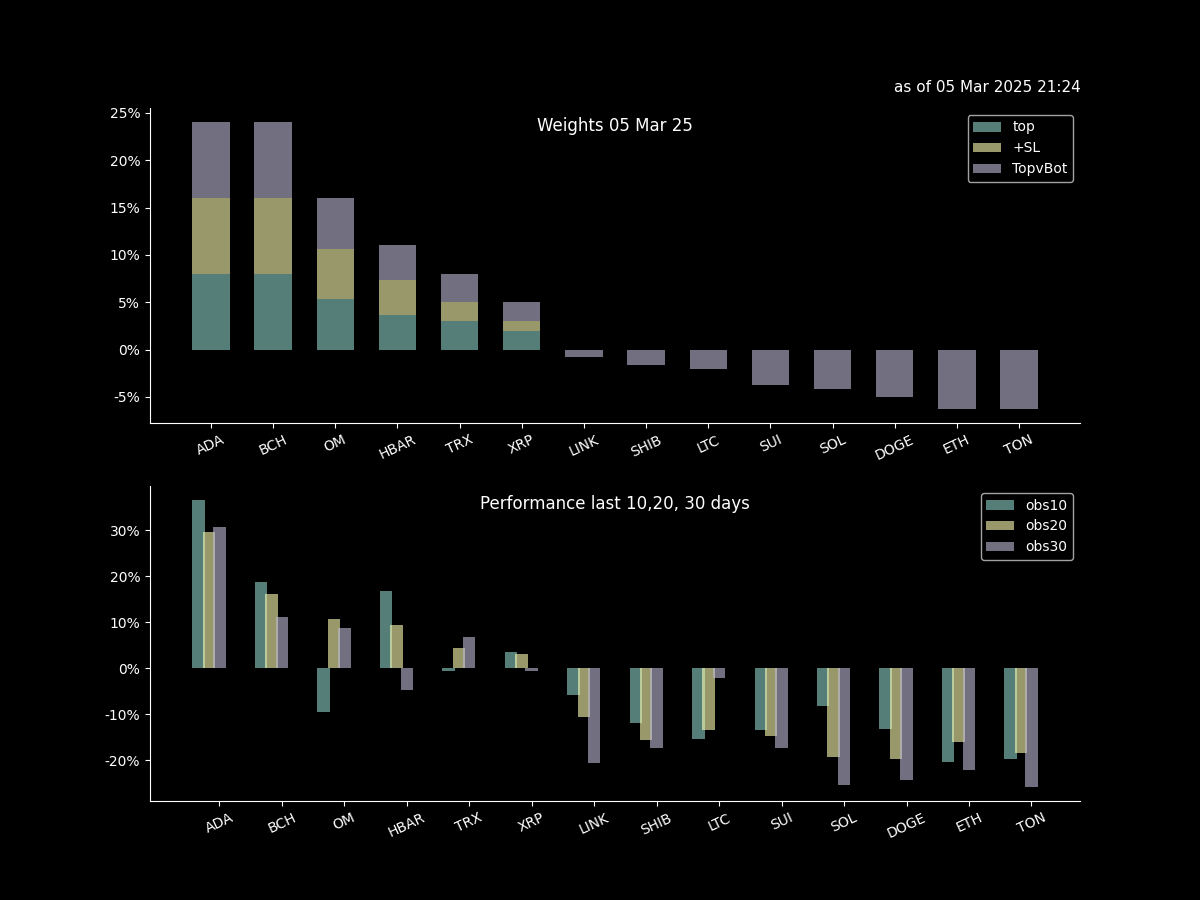 as of 05 Mar 2025 21:24
Weights 05 Mar 25
top
+SL
TopvBot
25%
20%
15%
10%
5%
0%
-5%
ADA BCH OM HBAR TRX XRP LINK SHIB LTC SUI SOL DOGE ETH TON
Performance last 10,20, 30 days
obs10
obs20
obs30
30%
20%
10%
0%
-10%
-20%
ADA BCH OM HBAR TRX XRP LINK SHIB LTC SUI SOL DOGE ETH TON